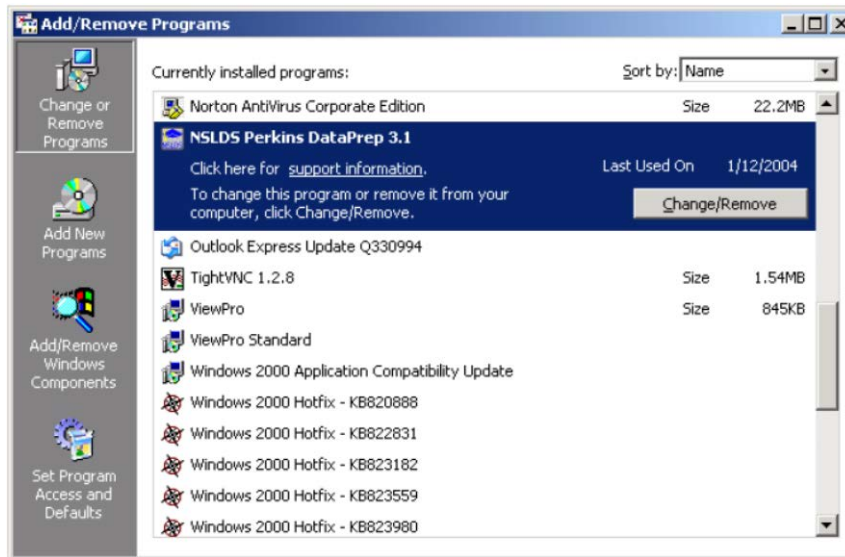 Add/Remove Programs
Change or
Remove
Programs
Add New
Programs
Add/Remove
Windows
Components
Set Program
Access and
Defaults
Currently installed programs:
Sort by: Name
Norton AntiVirus Corporate Edition Size 22.2MB
NSLDS Perkins DataPrep 3.1
Click here for support information. Last Used On 1/12/2004
To change this program or remove it from your
computer, click Change/Remove.
Change/Remove
Outlook Express Update Q330994
TightVNC 1.2.8 Size 1.54MB
ViewPro Size 845KB
ViewPro Standard
Windows 2000 Application Compatibility Update
Windows 2000 Hotfix - KB820888
Windows 2000 Hotfix - KB822831
Windows 2000 Hotfix - KB823182
Windows 2000 Hotfix - KB823559
Windows 2000 Hotfix - KB823980